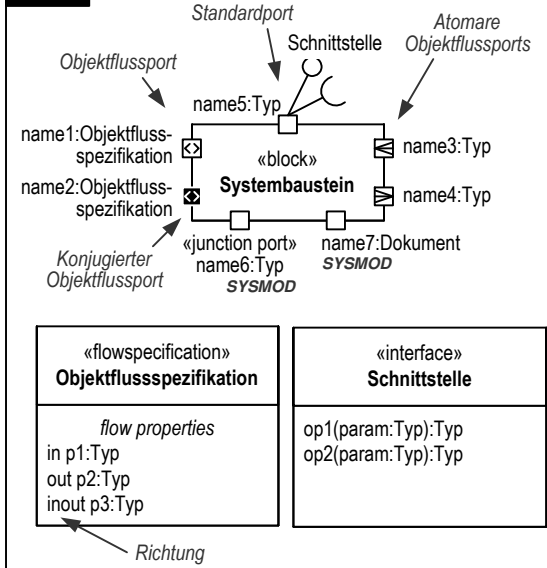 Standardport
Atomare
Objektflussports
Schnittstelle
Objektflussport
name5:Typ
name1:Objektfluss-
spezifikation
name3:Typ
«block»
Systembaustein
name2:Objektfluss-
spezifikation
name4:Typ
«junction port»
name6:Typ
SYSMOD
name7:Dokument
SYSMOD
Konjugierter
Objektflussport
«flowspecification»
Objektflussspezifikation
flow properties
in p1:Typ
out p2:Typ
inout p3:Typ
«interface»
Schnittstelle
op1(param:Typ):Typ
op2(param:Typ):Typ
Richtung